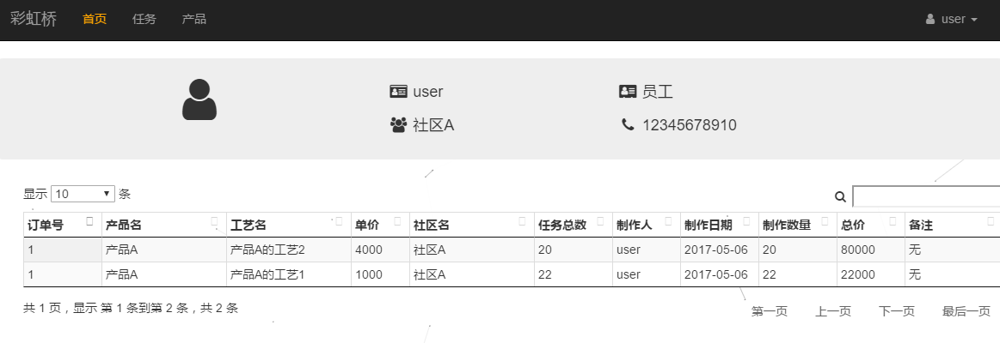 彩虹桥 首页 任务 产品 user
user 员工
社区A 12345678910
显示 10 条
订单号 产品名 工艺名 单价 社区名 任务总数 制作人 制作日期 制作数量 总价 备注
1 产品A 产品A的工艺2 4000 社区A 20 user 2017-05-06 20 80000 无
1 产品A 产品A的工艺1 1000 社区A 22 user 2017-05-06 22 22000 无
共 1 页，显示 第 1 条到第 2 条，共 2 条 第一页 上一页 下一页 最后一页